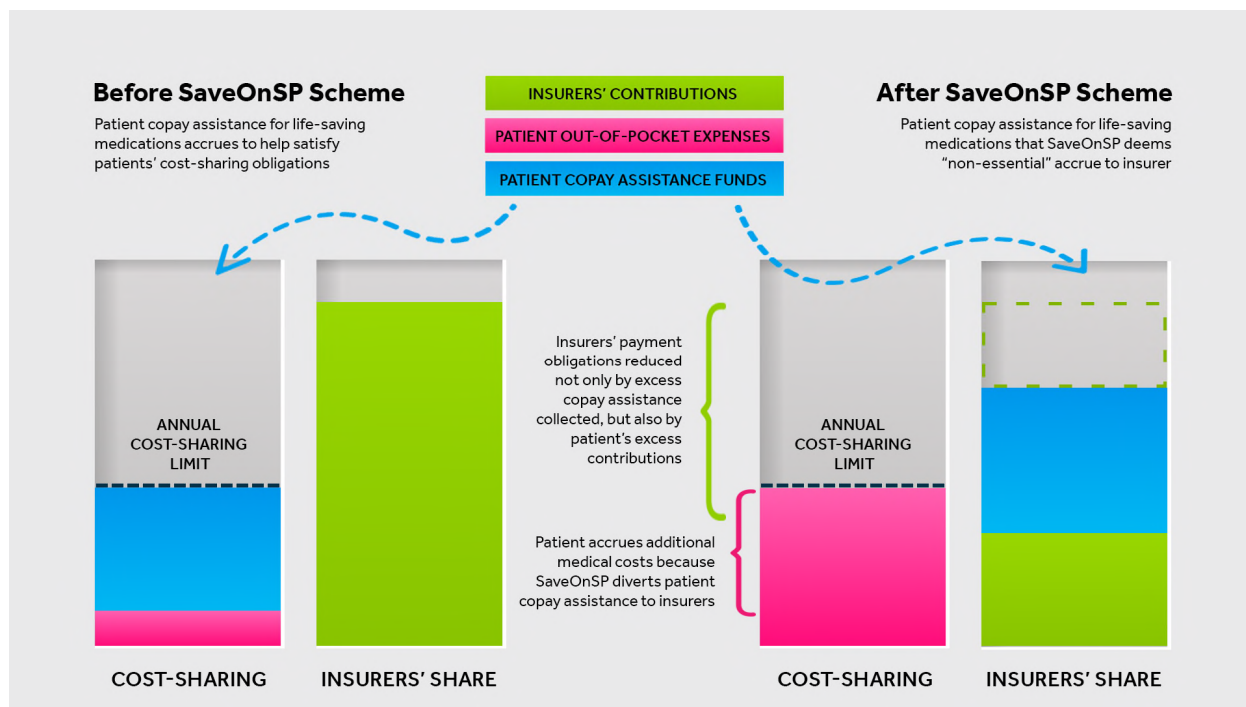 Before SaveOnSP Scheme
Patient copay assistance for life-saving
medications accrues to help satisfy
patients’ cost-sharing obligations
INSURERS’ CONTRIBUTIONS
PATIENT OUT-OF-POCKET EXPENSES
PATIENT COPAY ASSISTANCE FUNDS
After SaveOnSP Scheme
Patient copay assistance for life-saving
medications that SaveOnSP deems
“non-essential” accrue to insurer
ANNUAL
COST-SHARING
LIMIT
COST-SHARING
INSURERS’ SHARE
Insurers’ payment
obligations reduced
not only by excess
copay assistance
collected, but also by
patient’s excess
contributions
Patient accrues additional
medical costs because
SaveOnSP diverts patient
copay assistance to insurers
ANNUAL
COST-SHARING
LIMIT
COST-SHARING
INSURERS’ SHARE